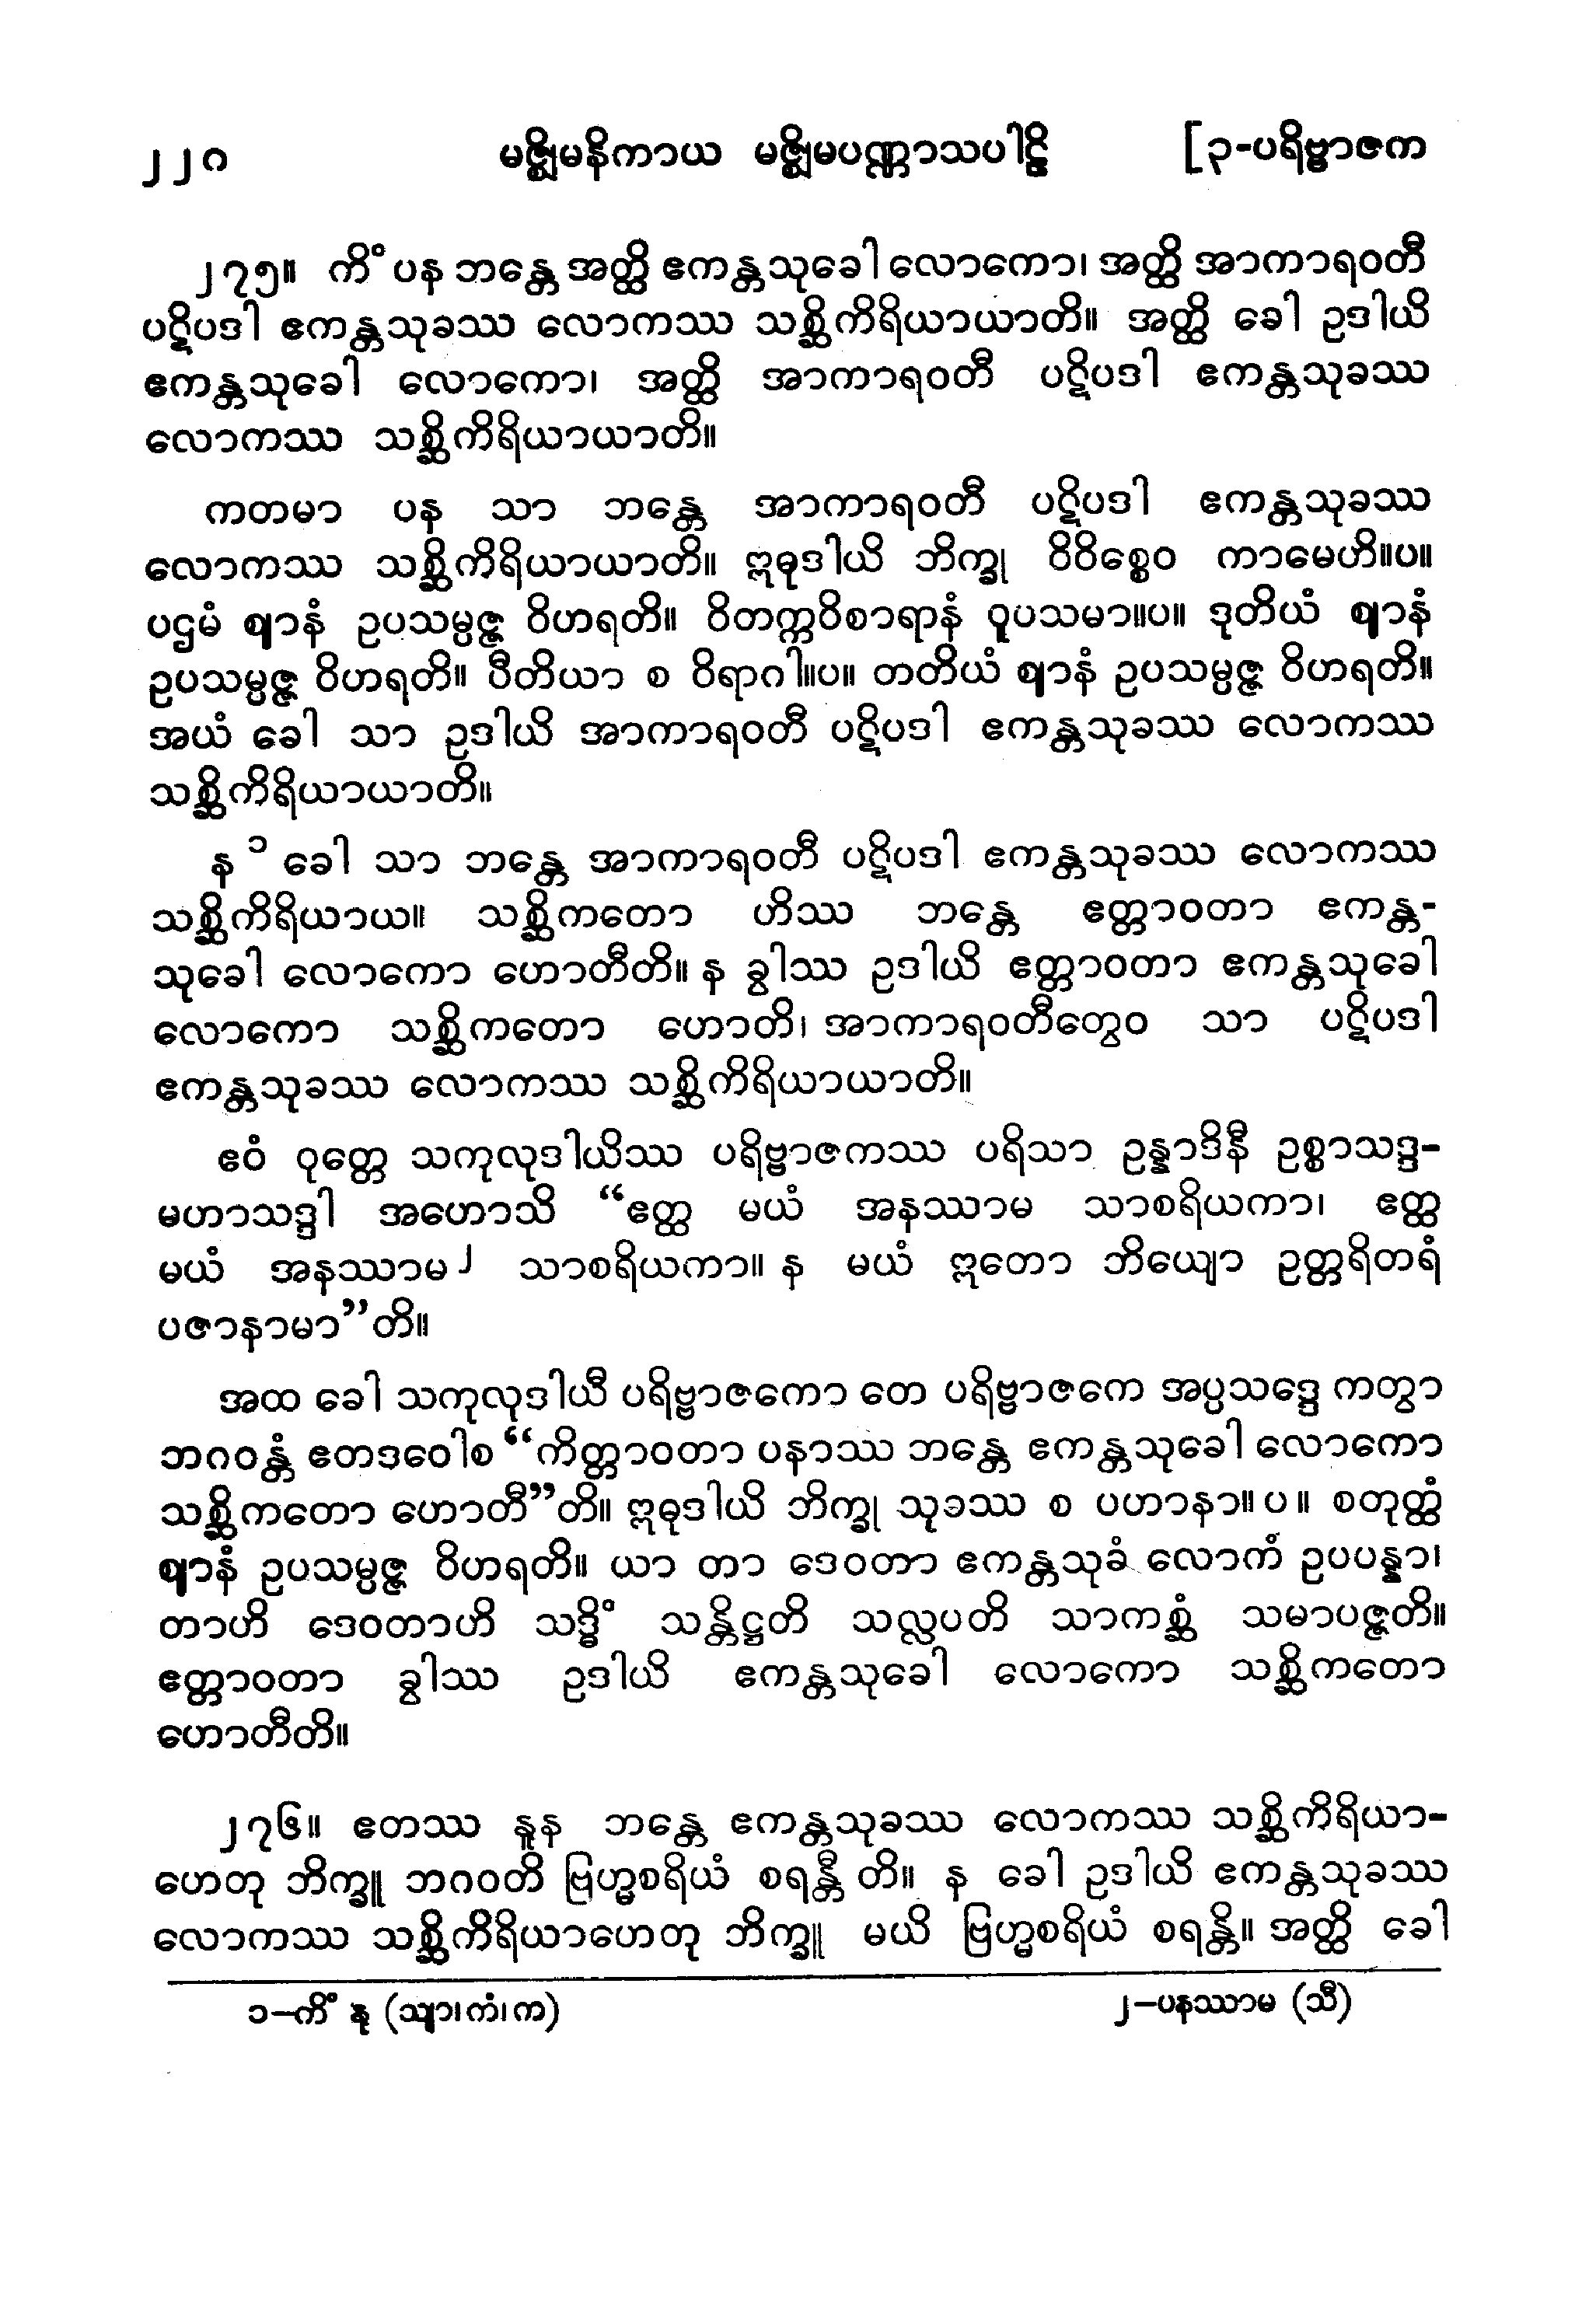 ၂၂၈ မဇ္ဈိမနိကာယ မဇ္ဈိမပဏ္ဏာသပါဠိ [၃-ပရိဗ္ဗာဇက
၂၇၅။ ကိံ ပန ဘန္တေ အတ္ထိ ဧကန္တသုခေါ လောကော၊ အတ္ထိ အာကာရဝတီ
ပဋိပဒါ ဧကန္တသုခဿ လောကဿ သစ္ဆိကိရိယာယာတိ။ အတ္ထိ ခေါ ဥဒါယိ
ဧကန္တသုခေါ လောကော၊ အတ္ထိ အာကာရဝတီ ပဋိပဒါ ဧကန္တသုခဿ
လောကဿ သစ္ဆိကိရိယာယာတိ။
ကတမာ ပန သာ ဘန္တေ အာကာရဝတီ ပဋိပဒါ ဧကန္တသုခဿ
လောကဿ သစ္ဆိကိရိယာယာတိ။ ဣဓုဒါယိ ဘိက္ခု ဝိဝိစ္စေဝ ကာမေဟိ။ပ။
ပဌမံ ဈာနံ ဥပသမ္ပဇ္ဇ ဝိဟရတိ။ ဝိတက္ကဝိစာရာနံ ဝူပသမာ။ပ။ ဒုတိယံ ဈာနံ
ဥပသမ္ပဇ္ဇ ဝိဟရတိ။ ပီတိယာ စ ဝိရာဂါ။ပ။ တတိယံ ဈာနံ ဥပသမ္ပဇ္ဇ ဝိဟရတိ။
အယံ ခေါ သာ ဥဒါယိ အာကာရဝတီ ပဋိပဒါ ဧကန္တသုခဿ လောကဿ
သစ္ဆိကိရိယာယာတိ။
န ၁ ခေါ သာ ဘန္တေ အာကာရဝတီ ပဋိပဒါ ဧကန္တသုခဿ လောကဿ
သစ္ဆိကိရိယာယ။ သစ္ဆိကတော ဟိဿ ဘန္တေ ဧတ္တာဝတာ ဧကန္တ-
သုခေါ လောကော ဟောတီတိ။ န ခွါဿ ဥဒါယိ ဧတ္တာဝတာ ဧကန္တသုခေါ
လောကော သစ္ဆိကတော ဟောတိ၊ အာကာရဝတီတွေဝ သာ ပဋိပဒါ
ဧကန္တသုခဿ လောကဿ သစ္ဆိကိရိယာယာတိ။
ဧဝံ ဝုတ္တေ သကုလုဒါယိဿ ပရိဗ္ဗာဇကဿ ပရိသာ ဥန္နာဒိနီ ဥစ္စာသဒ္ဒ-
မဟာသဒ္ဒါ အဟောသိ “ဧတ္ထ မယံ အနဿာမ သာစရိယကာ၊ ဧတ္ထ
မယံ အနဿာမ၂ သာစရိယကာ။ န မယံ ဣတော ဘိယျော ဥတ္တရိတရံ
ပဇာနာမာ”တိ။
အထ ခေါ သကုလုဒါယီ ပရိဗ္ဗာဇကော တေ ပရိဗ္ဗာဇကေ အပ္ပသဒ္ဒေ ကတွာ
ဘဂဝန္တံ ဧတဒဝေါစ “ကိတ္တာဝတာ ပနာဿ ဘန္တေ ဧကန္တသုခေါ လောကော
သစ္ဆိကတော ဟောတီ”တိ။ ဣဓုဒါယိ ဘိက္ခု သုခဿ စ ပဟာနာ။ ပ ။ စတုတ္ထံ
ဈာနံ ဥပသမ္ပဇ္ဇ ဝိဟရတိ။ ယာ တာ ဒေဝတာ ဧကန္တသုခံ လောကံ ဥပပန္နာ၊
တာဟိ ဒေဝတာဟိ သဒ္ဓိံ သန္တိဋ္ဌတိ သလ္လပတိ သာကစ္ဆံ သမာပဇ္ဇတိ။
ဧတ္တာဝတာ ခွါဿ ဥဒါယိ ဧကန္တသုခေါ လောကော သစ္ဆိကတော
ဟောတီတိ။
၂၇၆။ ဧတဿ နူန ဘန္တေ ဧကန္တသုခဿ လောကဿ သစ္ဆိကိရိယာ-
ဟေတု ဘိက္ခူ ဘဂဝတိ ဗြဟ္မစရိယံ စရန္တီ တိ။ န ခေါ ဥဒါယိ ဧကန္တသုခဿ
လောကဿ သစ္ဆိကိရိယာဟေတု ဘိက္ခူ မယိ ဗြဟ္မစရိယံ စရန္တိ။ အတ္ထိ ခေါ
၁-ကိံ နု (သျာ၊ကံ၊က) ၂-ပနဿာမ (သီ)